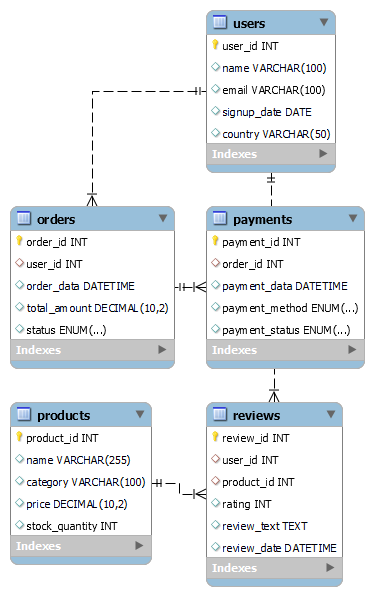 users
user_id INT
name VARCHAR(100)
email VARCHAR(100)
signup_date DATE
country VARCHAR(50)
Indexes
orders
order_id INT
user_id INT
order_data DATETIME
total_amount DECIMAL(10,2)
status ENUM(...)
Indexes
payments
payment_id INT
order_id INT
payment_data DATETIME
payment_method ENUM(...)
payment_status ENUM(...)
Indexes
products
product_id INT
name VARCHAR(255)
category VARCHAR(100)
price DECIMAL(10,2)
stock_quantity INT
Indexes
reviews
review_id INT
user_id INT
product_id INT
rating INT
review_text TEXT
review_date DATETIME
Indexes